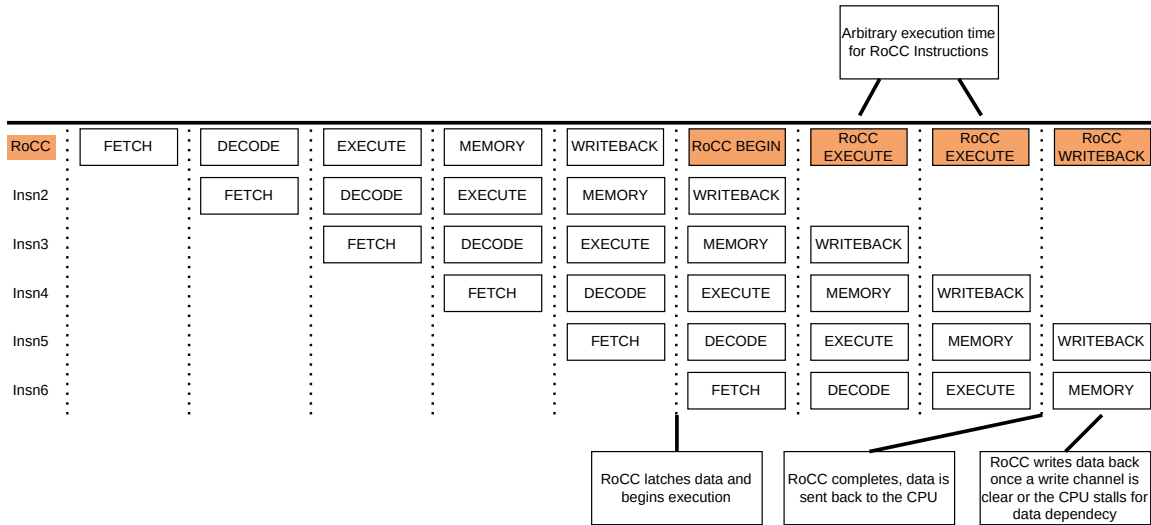 Arbitrary execution time
for RoCC Instructions
RoCC FETCH DECODE EXECUTE MEMORY WRITEBACK RoCC BEGIN RoCC EXECUTE RoCC EXECUTE RoCC WRITEBACK
Insn2 FETCH DECODE EXECUTE MEMORY WRITEBACK
Insn3 FETCH DECODE EXECUTE MEMORY WRITEBACK
Insn4 FETCH DECODE EXECUTE MEMORY WRITEBACK
Insn5 FETCH DECODE EXECUTE MEMORY WRITEBACK
Insn6 FETCH DECODE EXECUTE MEMORY
RoCC latches data and
begins execution
RoCC completes, data is
sent back to the CPU
RoCC writes data back
once a write channel is
clear or the CPU stalls for
data dependecy